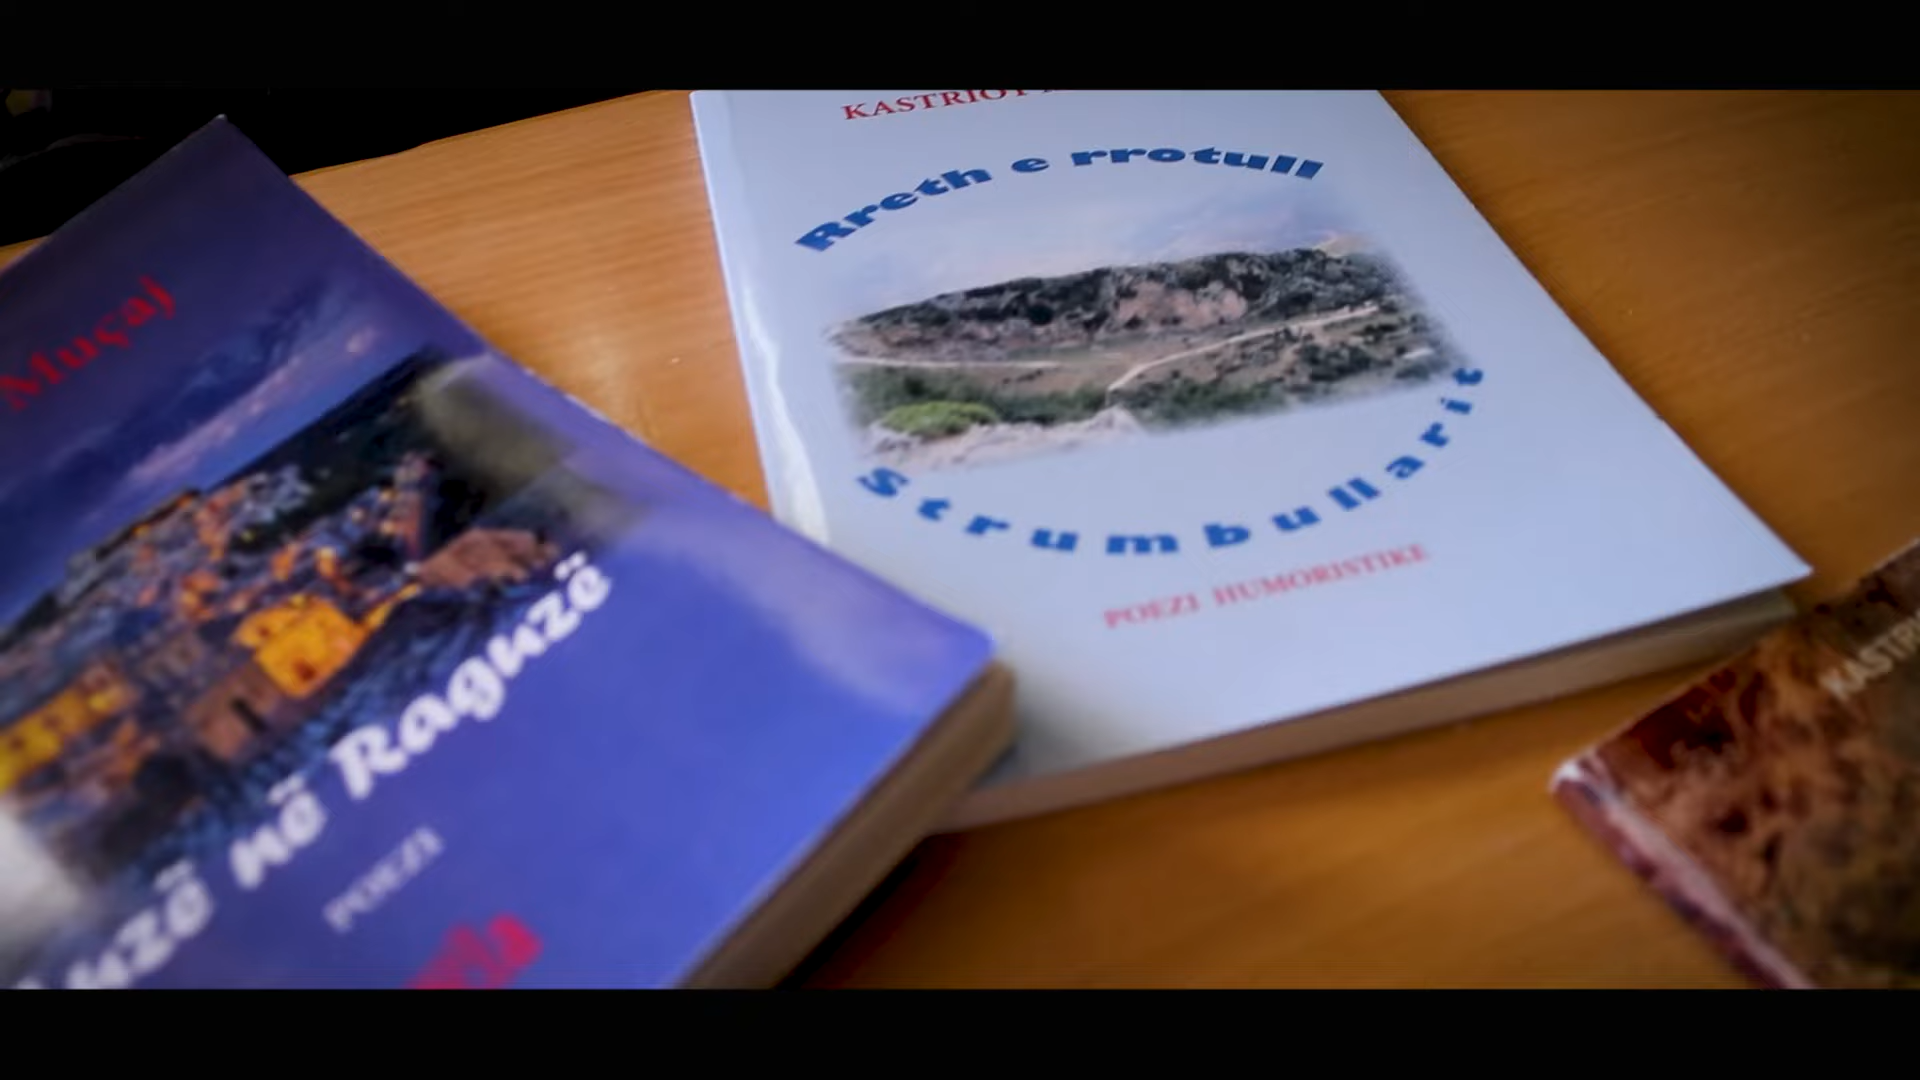 Muçaj
në Raguzë
POEZI
KASTRIOT
Rreth e rrotull
Strumbullarit
POEZI HUMORISTIKE